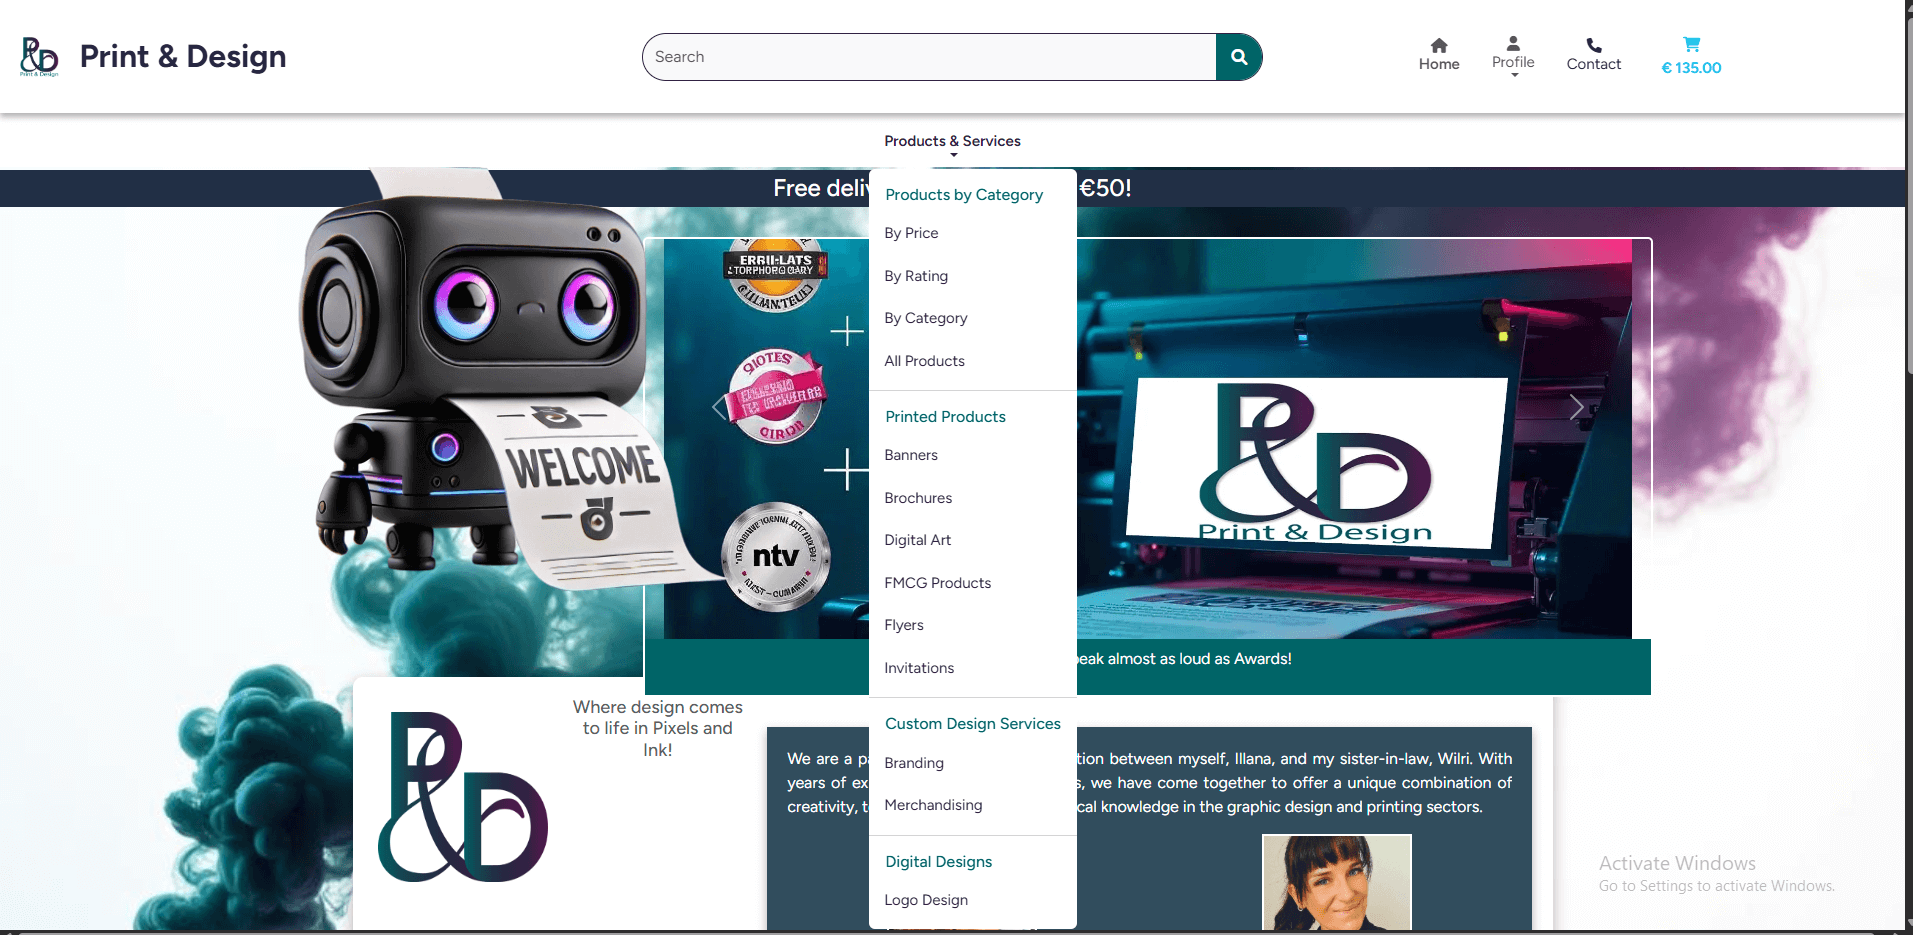 P&D
Print & Design
Print & Design
Search
Home
Profile
Contact
€ 135.00
Products & Services
Free deli
€50!
Products by Category
By Price
By Rating
By Category
All Products
Printed Products
Banners
Brochures
Digital Art
FMCG Products
Flyers
Invitations
Custom Design Services
Branding
Merchandising
Digital Designs
Logo Design
WELCOME
ERRII-LATS
ntv
P&D
Print & Design
eak almost as loud as Awards!
P&D
Where design comes
to life in Pixels and
Ink!
We are a pa
tion between myself, Illana, and my sister-in-law, Wilri. With
years of ex
s, we have come together to offer a unique combination of
creativity, t
cal knowledge in the graphic design and printing sectors.
Activate Windows
Go to Settings to activate Windows.